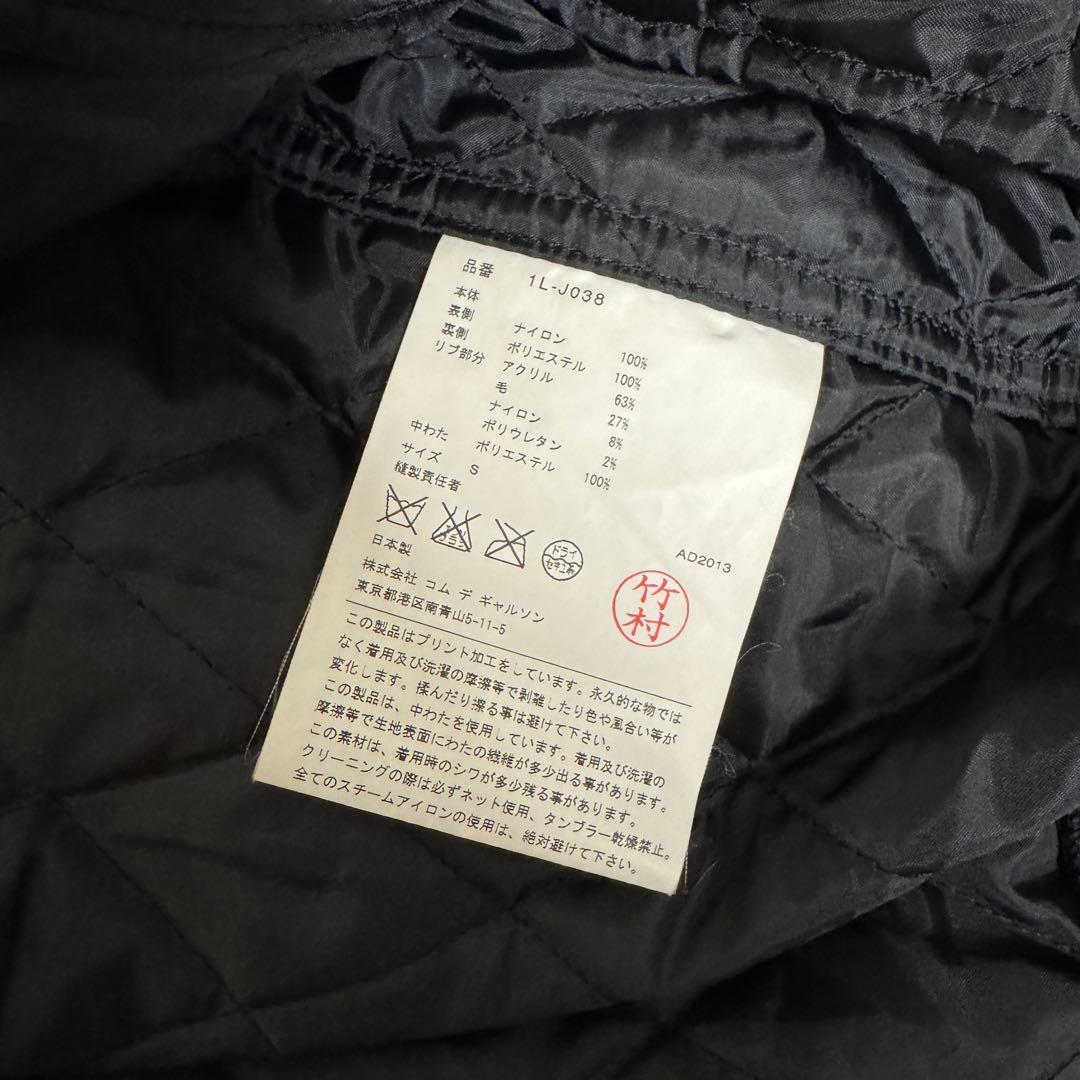 品番 1L-J038
本体
表側 ナイロン 100%
裏側 ポリエステル 100%
リブ部分 アクリル 63%
毛 27%
ナイロン 8%
ポリウレタン 2%
中わた ポリエステル 100%
サイズ S
縫製責任者
ドライ
セキユ系
日本製
AD2013
株式会社 コム デ ギャルソン
東京都港区南青山5-11-5
竹村
この製品はプリント加工をしています。永久的な物では
なく着用及び洗濯の摩擦等で剥離したり色や風合い等が
変化します。揉んだり擦る事は避けて下さい。
この製品は、中わたを使用しています。着用及び洗濯の
摩擦等で生地表面にわたの繊維が多少出る事があります。
この素材は、着用時のシワが多少残る事があります。
クリーニングの際は必ずネット使用、タンブラー乾燥禁止。
全てのスチームアイロンの使用は、絶対避けて下さい。